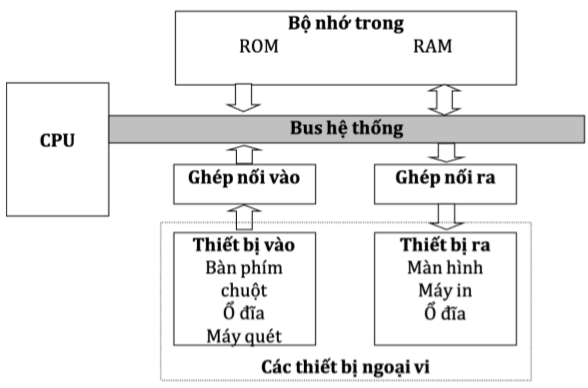 Bộ nhớ trong
ROM RAM
CPU
Bus hệ thống
Ghép nối vào
Ghép nối ra
Thiết bị vào
Bàn phím
chuột
Ổ đĩa
Máy quét
Thiết bị ra
Màn hình
Máy in
Ổ đĩa
Các thiết bị ngoại vi